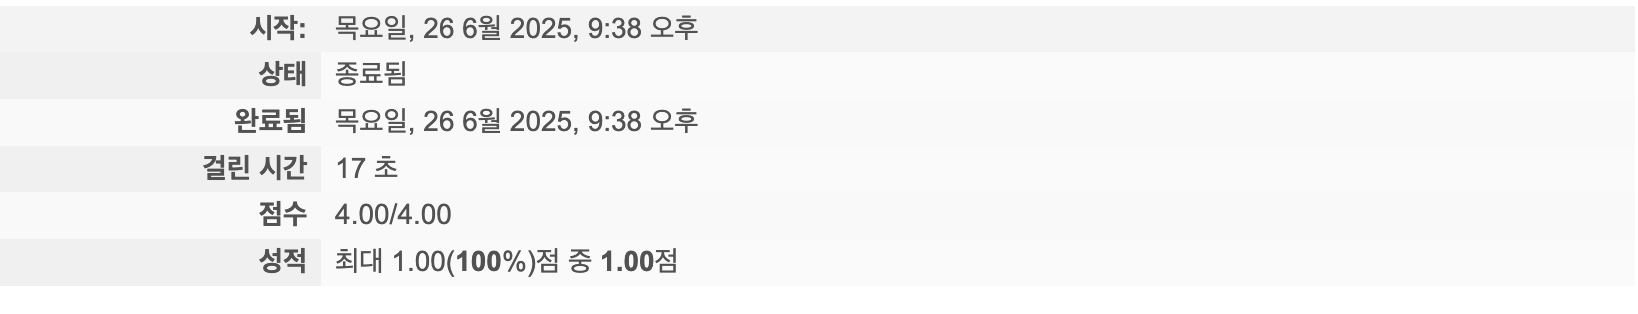 시작: 목요일, 26 6월 2025, 9:38 오후
상태 종료됨
완료됨 목요일, 26 6월 2025, 9:38 오후
걸린 시간 17 초
점수 4.00/4.00
성적 최대 1.00(100%)점 중 1.00점